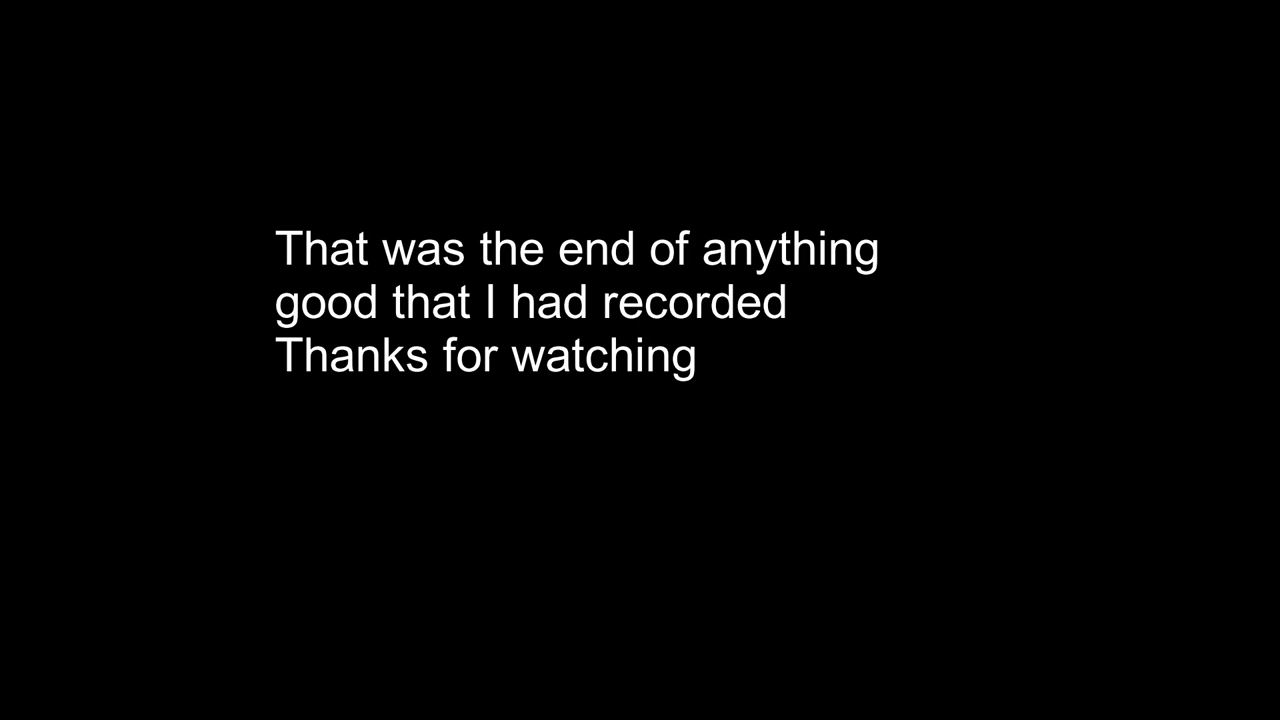 That was the end of anything
good that I had recorded
Thanks for watching